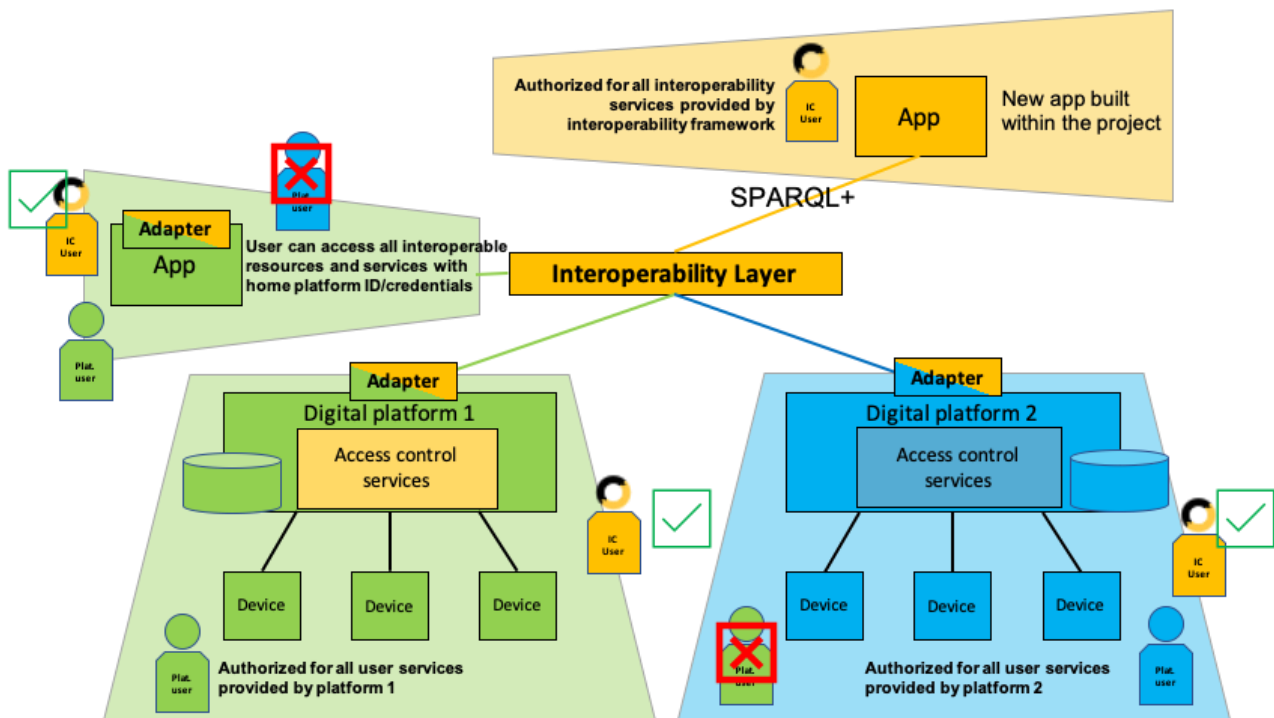 Authorized for all interoperability
services provided by
interoperability framework
IC
User
App
New app built
within the project
SPARQL+
Plat.
user
IC
User
Adapter
App
User can access all interoperable
resources and services with
home platform ID/credentials
Interoperability Layer
Plat.
user
Adapter
Digital platform 1
Access control
services
IC
User
Device
Device
Device
Plat.
user
Authorized for all user services
provided by platform 1
Adapter
Digital platform 2
Access control
services
IC
User
Device
Device
Device
Plat.
user
Authorized for all user services
provided by platform 2
Plat.
user